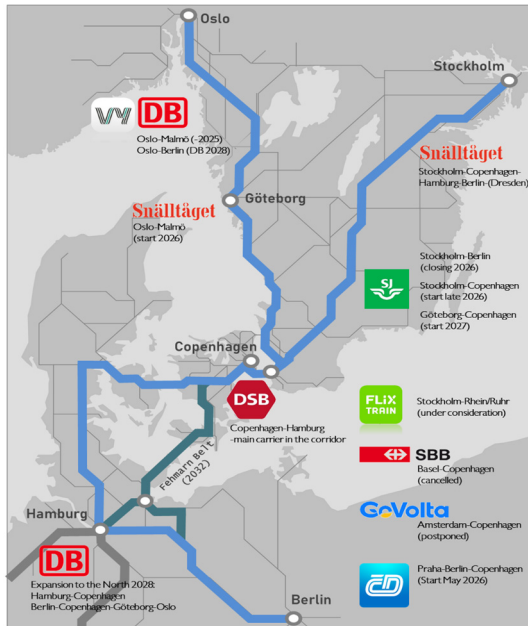 Oslo
Stockholm
VY DB
Oslo-Malmö (-2025)
Oslo-Berlin (DB 2028)
Snälltåget
Stockholm-Copenhagen-
Hamburg-Berlin-(Dresden)
Snälltåget
Oslo-Malmö
(start 2026)
Göteborg
SJ
Stockholm-Berlin
(closing 2026)
Stockholm-Copenhagen
(start late 2026)
Göteborg-Copenhagen
(start 2027)
Copenhagen
DSB
Copenhagen-Hamburg
-main carrier in the corridor
FLiX
TRAIN
Stockholm-Rhein/Ruhr
(under consideration)
SBB
Basel-Copenhagen
(cancelled)
GoVolta
Amsterdam-Copenhagen
(postponed)
ČD
Praha-Berlin-Copenhagen
(Start May 2026)
Fehmarn Belt
(2032)
Hamburg
DB
Expansion to the North 2028:
Hamburg-Copenhagen
Berlin-Copenhagen-Göteborg-Oslo
Berlin